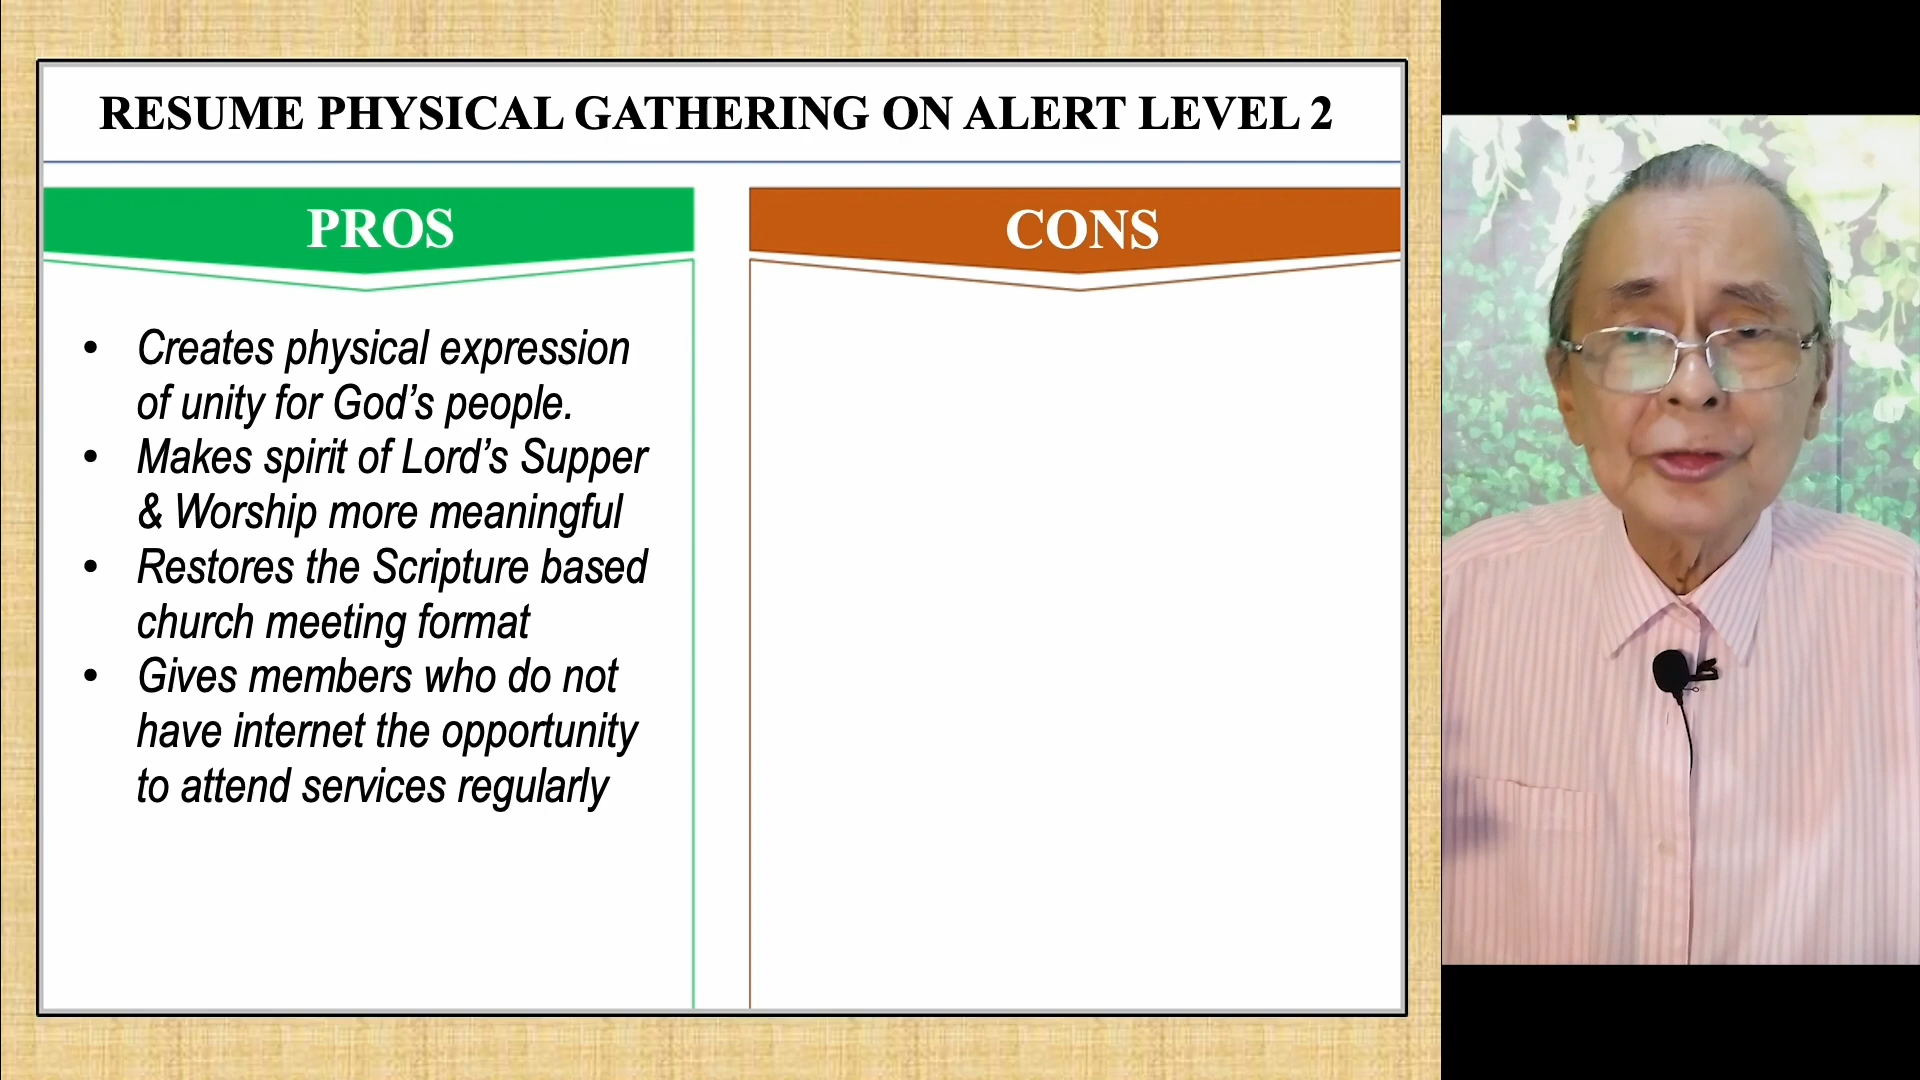 RESUME PHYSICAL GATHERING ON ALERT LEVEL 2
PROS
• Creates physical expression
of unity for God’s people.
• Makes spirit of Lord’s Supper
& Worship more meaningful
• Restores the Scripture based
church meeting format
• Gives members who do not
have internet the opportunity
to attend services regularly
CONS